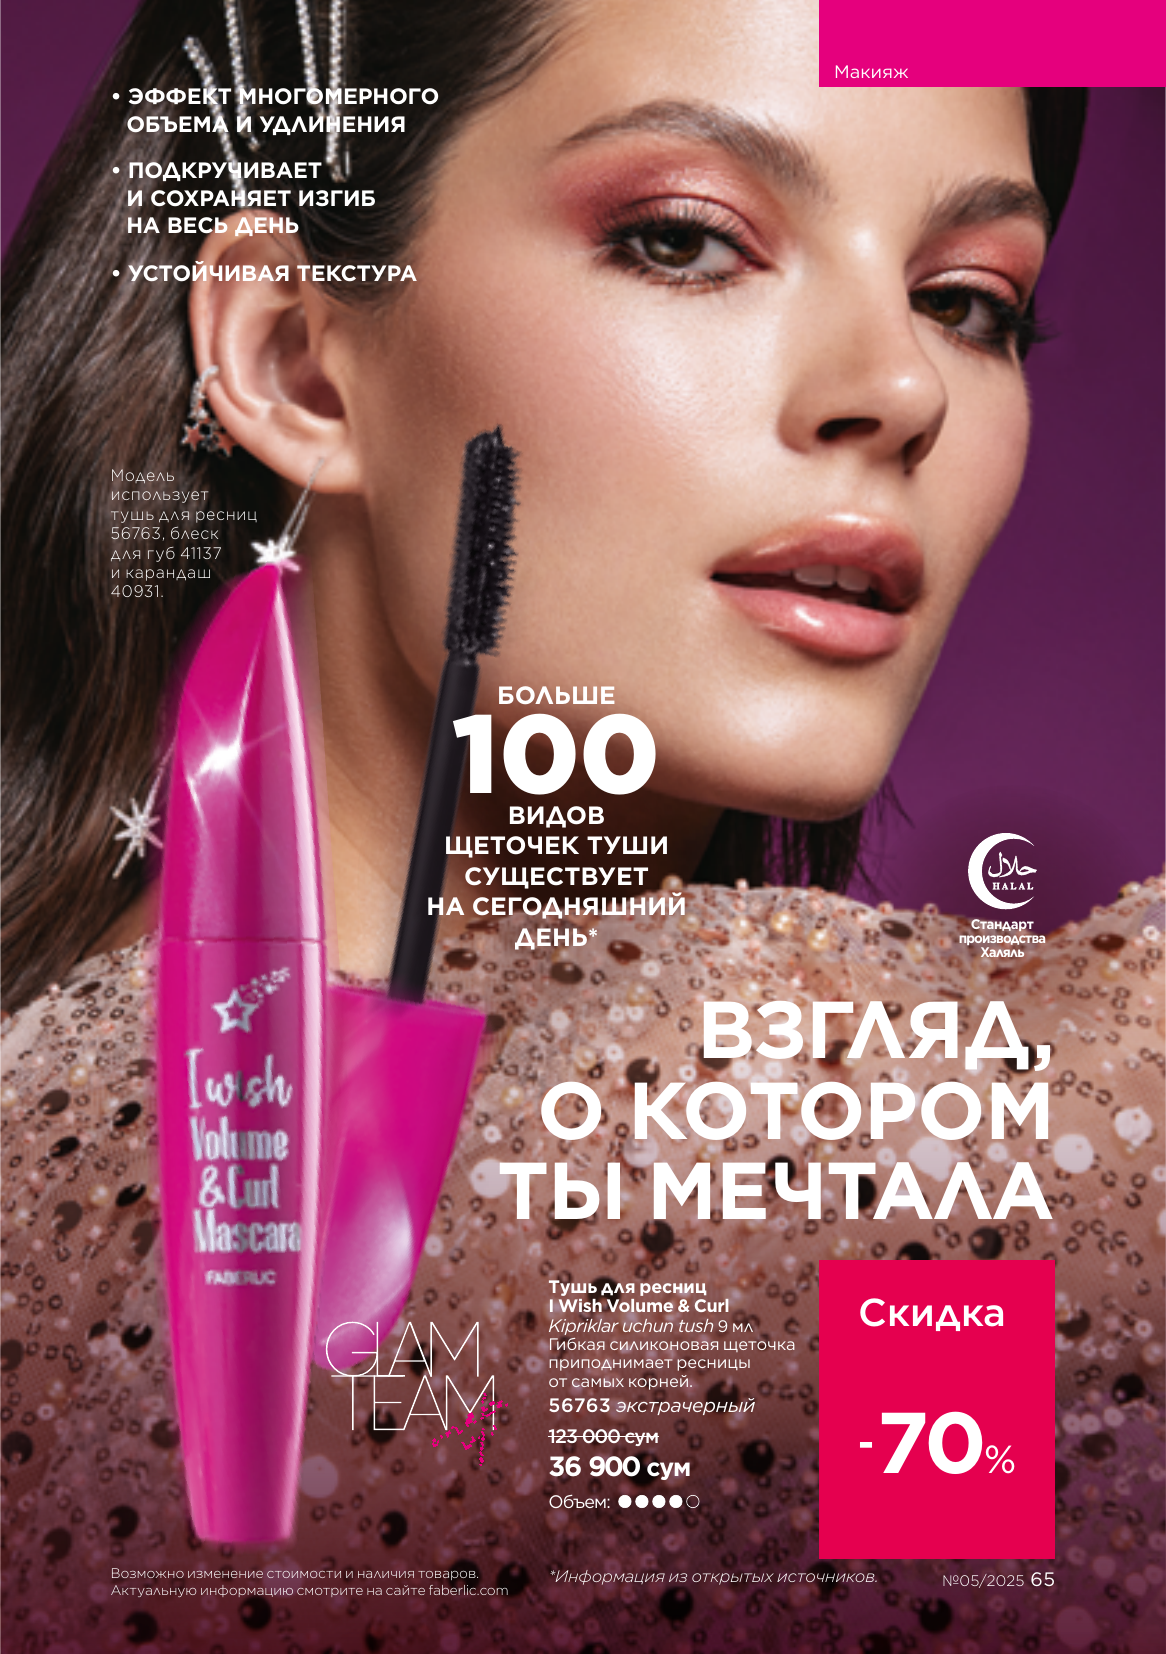 Макияж
• ЭФФЕКТ МНОГОМЕРНОГО
ОБЪЕМА И УДЛИНЕНИЯ
• ПОДКРУЧИВАЕТ
И СОХРАНЯЕТ ИЗГИБ
НА ВЕСЬ ДЕНЬ
• УСТОЙЧИВАЯ ТЕКСТУРА
Модель
использует
тушь для ресниц
56763, блеск
для губ 41137
и карандаш
40931.
БОЛЬШЕ
100
ВИДОВ
ЩЕТОЧЕК ТУШИ
СУЩЕСТВУЕТ
НА СЕГОДНЯШНИЙ
ДЕНЬ*
حلال
HALAL
Стандарт
производства
Халяль
ВЗГЛЯД,
О КОТОРОМ
ТЫ МЕЧТАЛА
I wish
Volume
& Curl
Mascara
FABERLIC
GLAM
TEAM
Тушь для ресниц
I Wish Volume & Curl
Kipriklar uchun tush 9 мл
Гибкая силиконовая щеточка
приподнимает ресницы
от самых корней.
56763 экстрачерный
123 000 сум
36 900 сум
Объем:
Скидка
-70%
Возможно изменение стоимости и наличия товаров.
Актуальную информацию смотрите на сайте faberlic.com
*Информация из открытых источников.
№05/2025 65